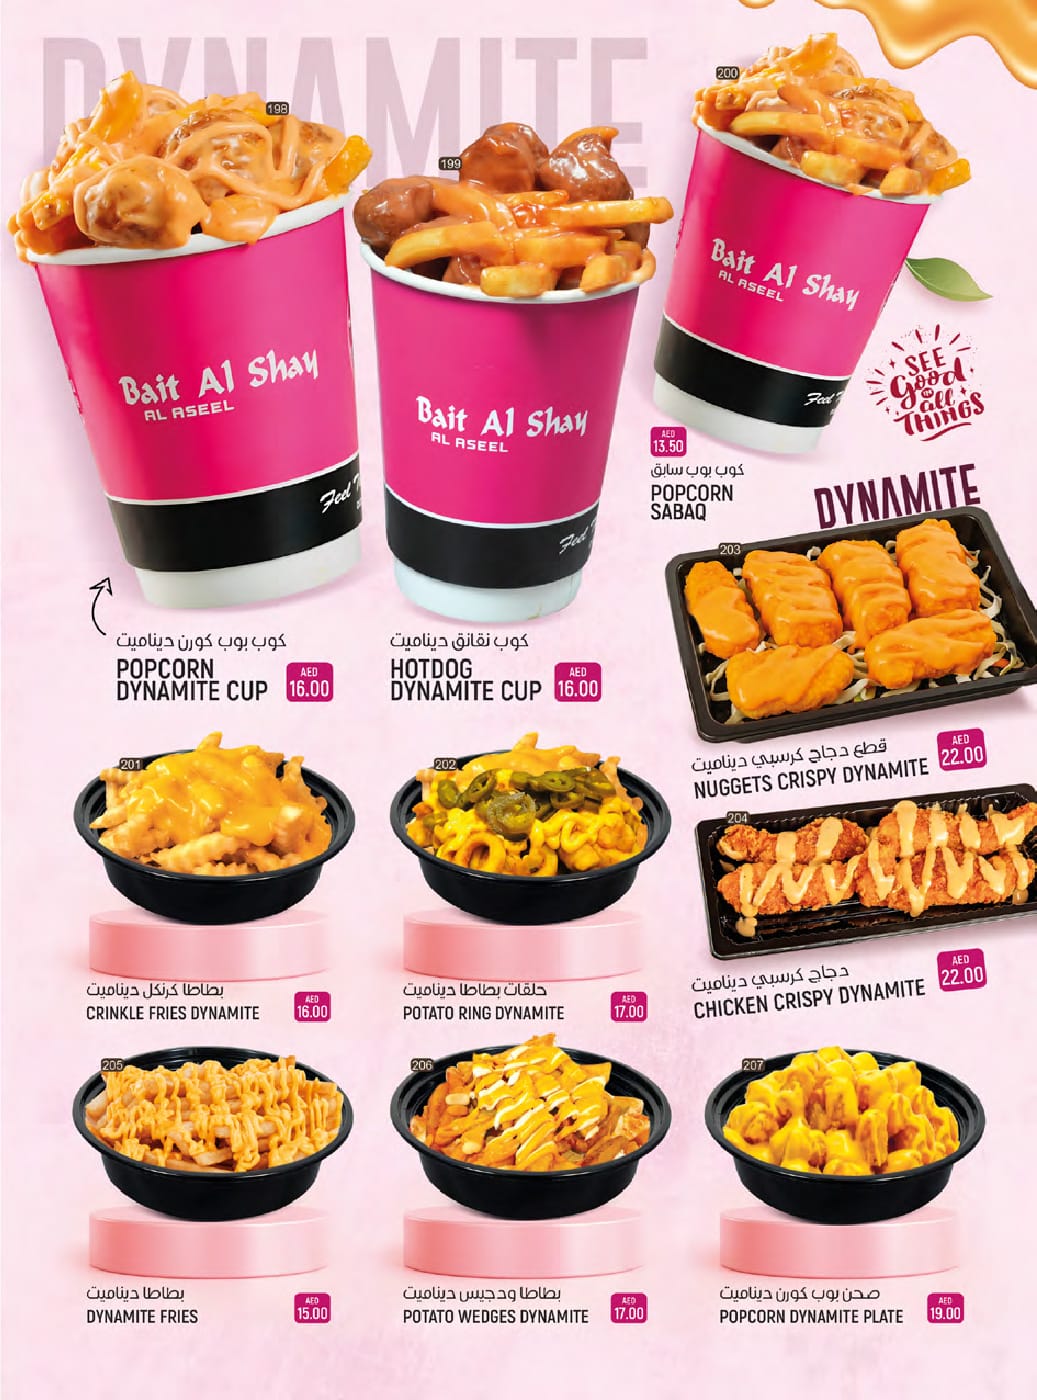 DYNAMITE
198
199
200
Bait Al Shay
AL ASEEL
Feel
Bait Al Shay
AL ASEEL
Feel
Bait Al Shay
AL ASEEL
Feel
SEE
Good
in
all
THINGS
AED
13.50
كوب بوب سابق
POPCORN
SABAQ
DYNAMITE
203
كوب بوب كورن ديناميت
POPCORN
DYNAMITE CUP
AED
16.00
كوب نقانق ديناميت
HOTDOG
DYNAMITE CUP
AED
16.00
قطع دجاج كرسبي ديناميت
NUGGETS CRISPY DYNAMITE
AED
22.00
201
202
204
دجاج كرسبي ديناميت
CHICKEN CRISPY DYNAMITE
AED
22.00
بطاطا كرنكل ديناميت
CRINKLE FRIES DYNAMITE
AED
16.00
حلقات بطاطا ديناميت
POTATO RING DYNAMITE
AED
17.00
205
206
207
بطاطا ديناميت
DYNAMITE FRIES
AED
15.00
بطاطا ودجيس ديناميت
POTATO WEDGES DYNAMITE
AED
17.00
صحن بوب كورن ديناميت
POPCORN DYNAMITE PLATE
AED
19.00